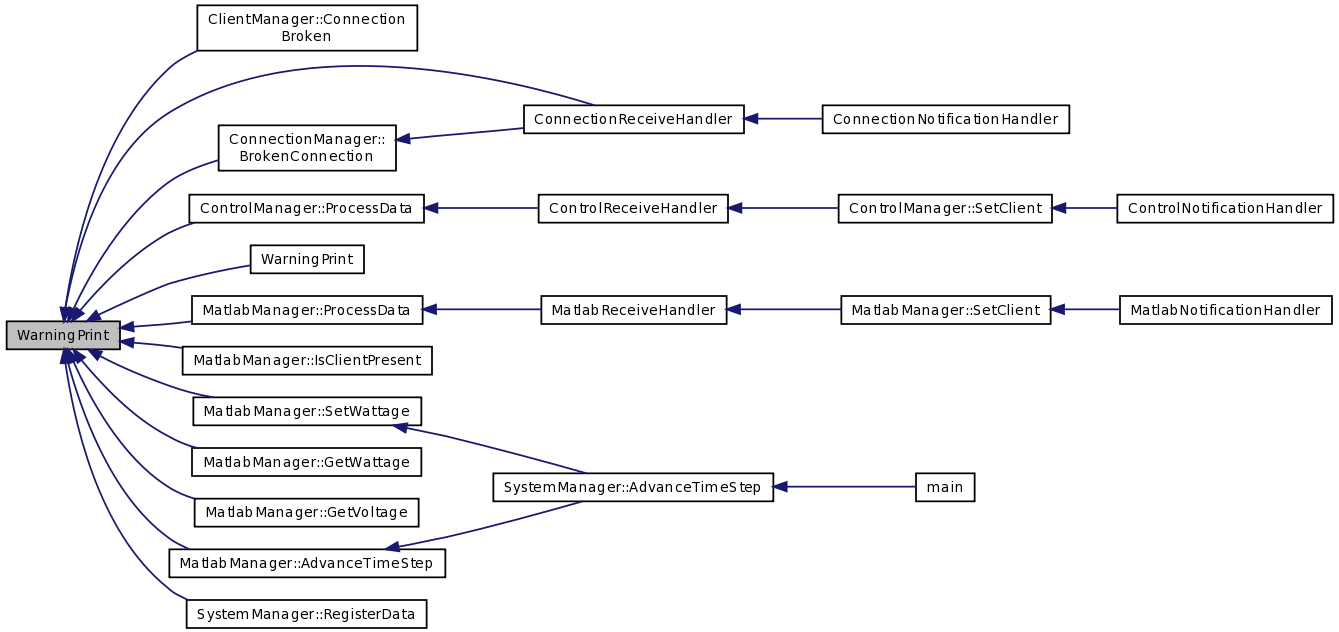 ClientManager::Connection
Broken
ConnectionReceiveHandler
ConnectionNotificationHandler
ConnectionManager::
BrokenConnection
ControlManager::ProcessData
ControlReceiveHandler
ControlManager::SetClient
ControlNotificationHandler
WarningPrint
MatlabManager::ProcessData
MatlabReceiveHandler
MatlabManager::SetClient
MatlabNotificationHandler
WarningPrint
MatlabManager::IsClientPresent
MatlabManager::SetWattage
MatlabManager::GetWattage
SystemManager::AdvanceTimeStep
main
MatlabManager::GetVoltage
MatlabManager::AdvanceTimeStep
SystemManager::RegisterData